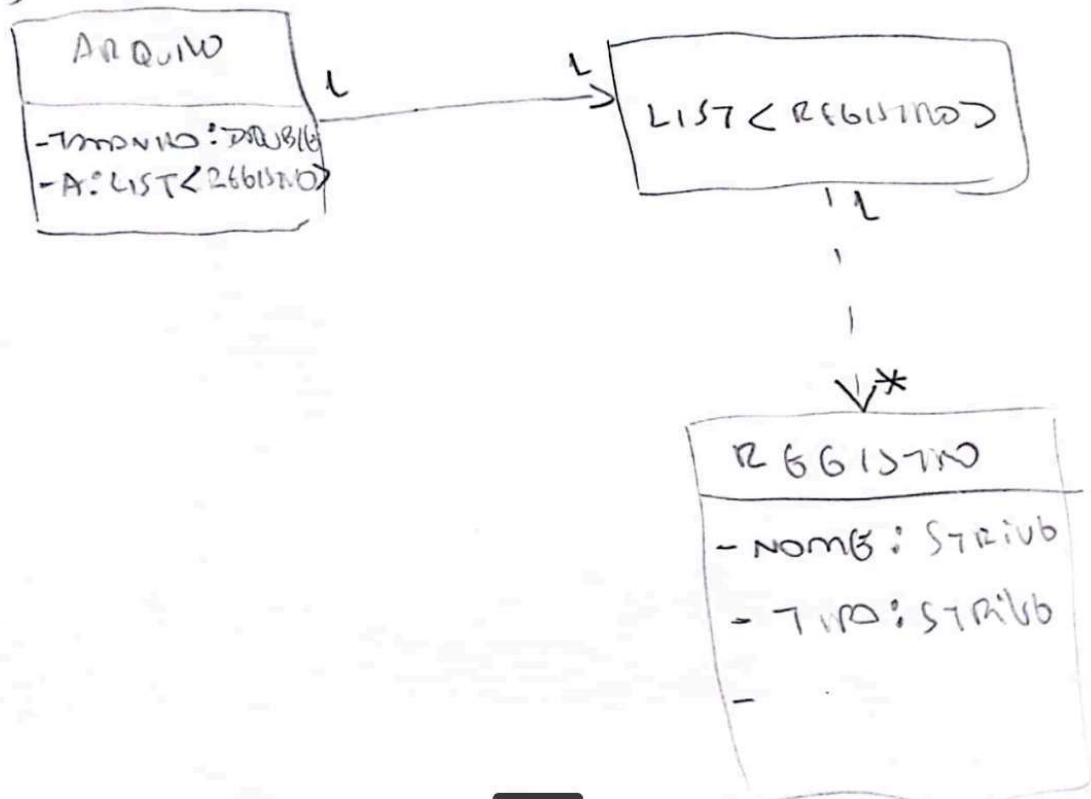 ARQUIVO
- TAMANHO: DOUBLE
- A: LIST<REGISTRO>
1
1
LIST<REGISTRO>
1
*
REGISTRO
- NOME: STRING
- TIPO: STRING
-